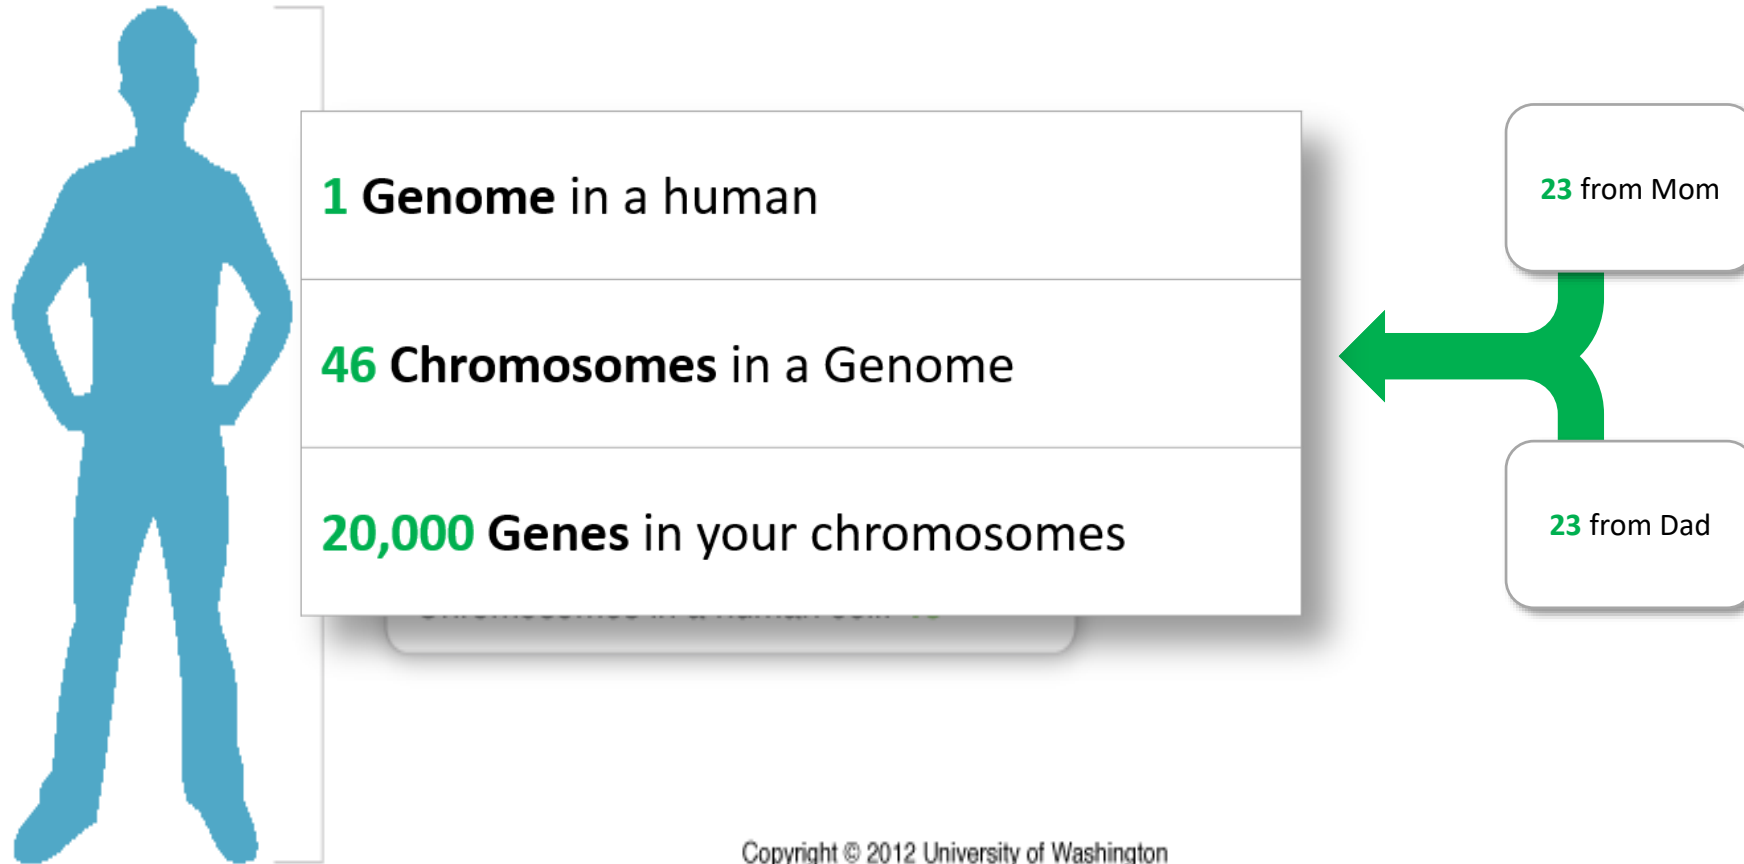 1 Genome in a human
46 Chromosomes in a Genome
20,000 Genes in your chromosomes
23 from Mom
23 from Dad
Copyright © 2012 University of Washington